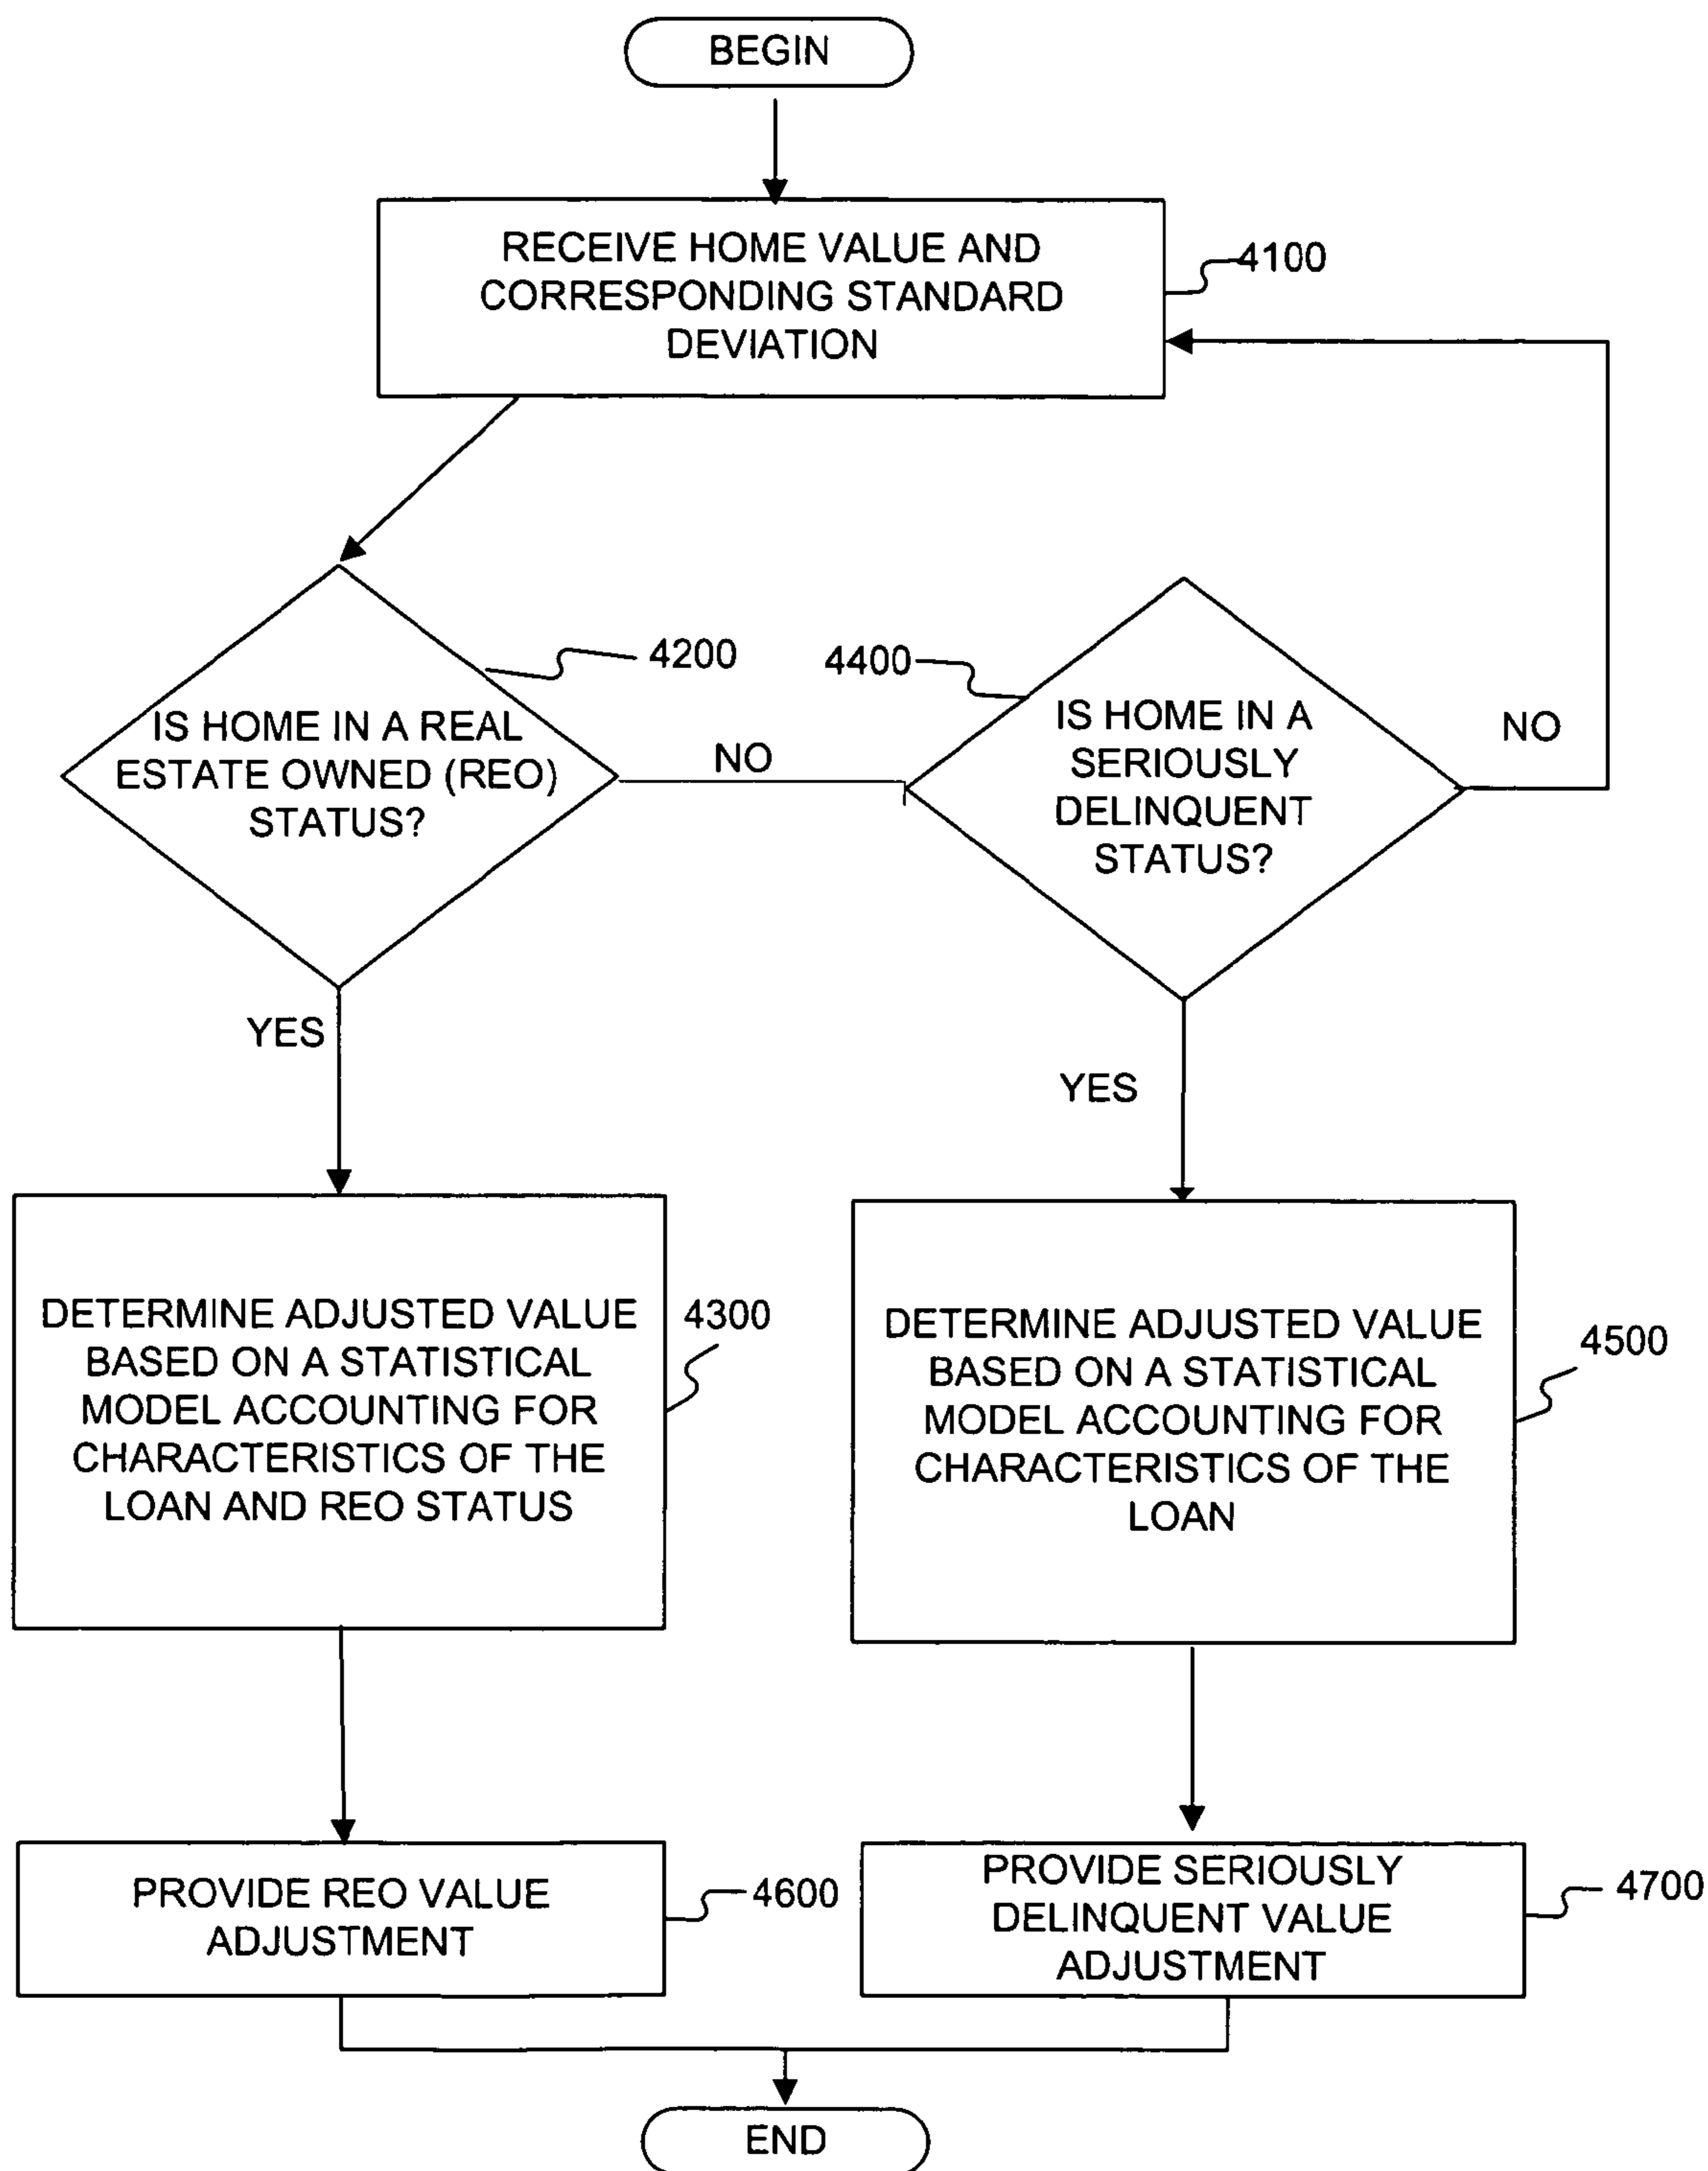 BEGIN
RECEIVE HOME VALUE AND
CORRESPONDING STANDARD
DEVIATION
4100
4200
IS HOME IN A REAL
ESTATE OWNED (REO)
STATUS?
NO
4400
IS HOME IN A
SERIOUSLY
DELINQUENT
STATUS?
NO
YES
YES
DETERMINE ADJUSTED VALUE
BASED ON A STATISTICAL
MODEL ACCOUNTING FOR
CHARACTERISTICS OF THE
LOAN AND REO STATUS
4300
DETERMINE ADJUSTED VALUE
BASED ON A STATISTICAL
MODEL ACCOUNTING FOR
CHARACTERISTICS OF THE
LOAN
4500
PROVIDE REO VALUE
ADJUSTMENT
4600
PROVIDE SERIOUSLY
DELINQUENT VALUE
ADJUSTMENT
4700
END